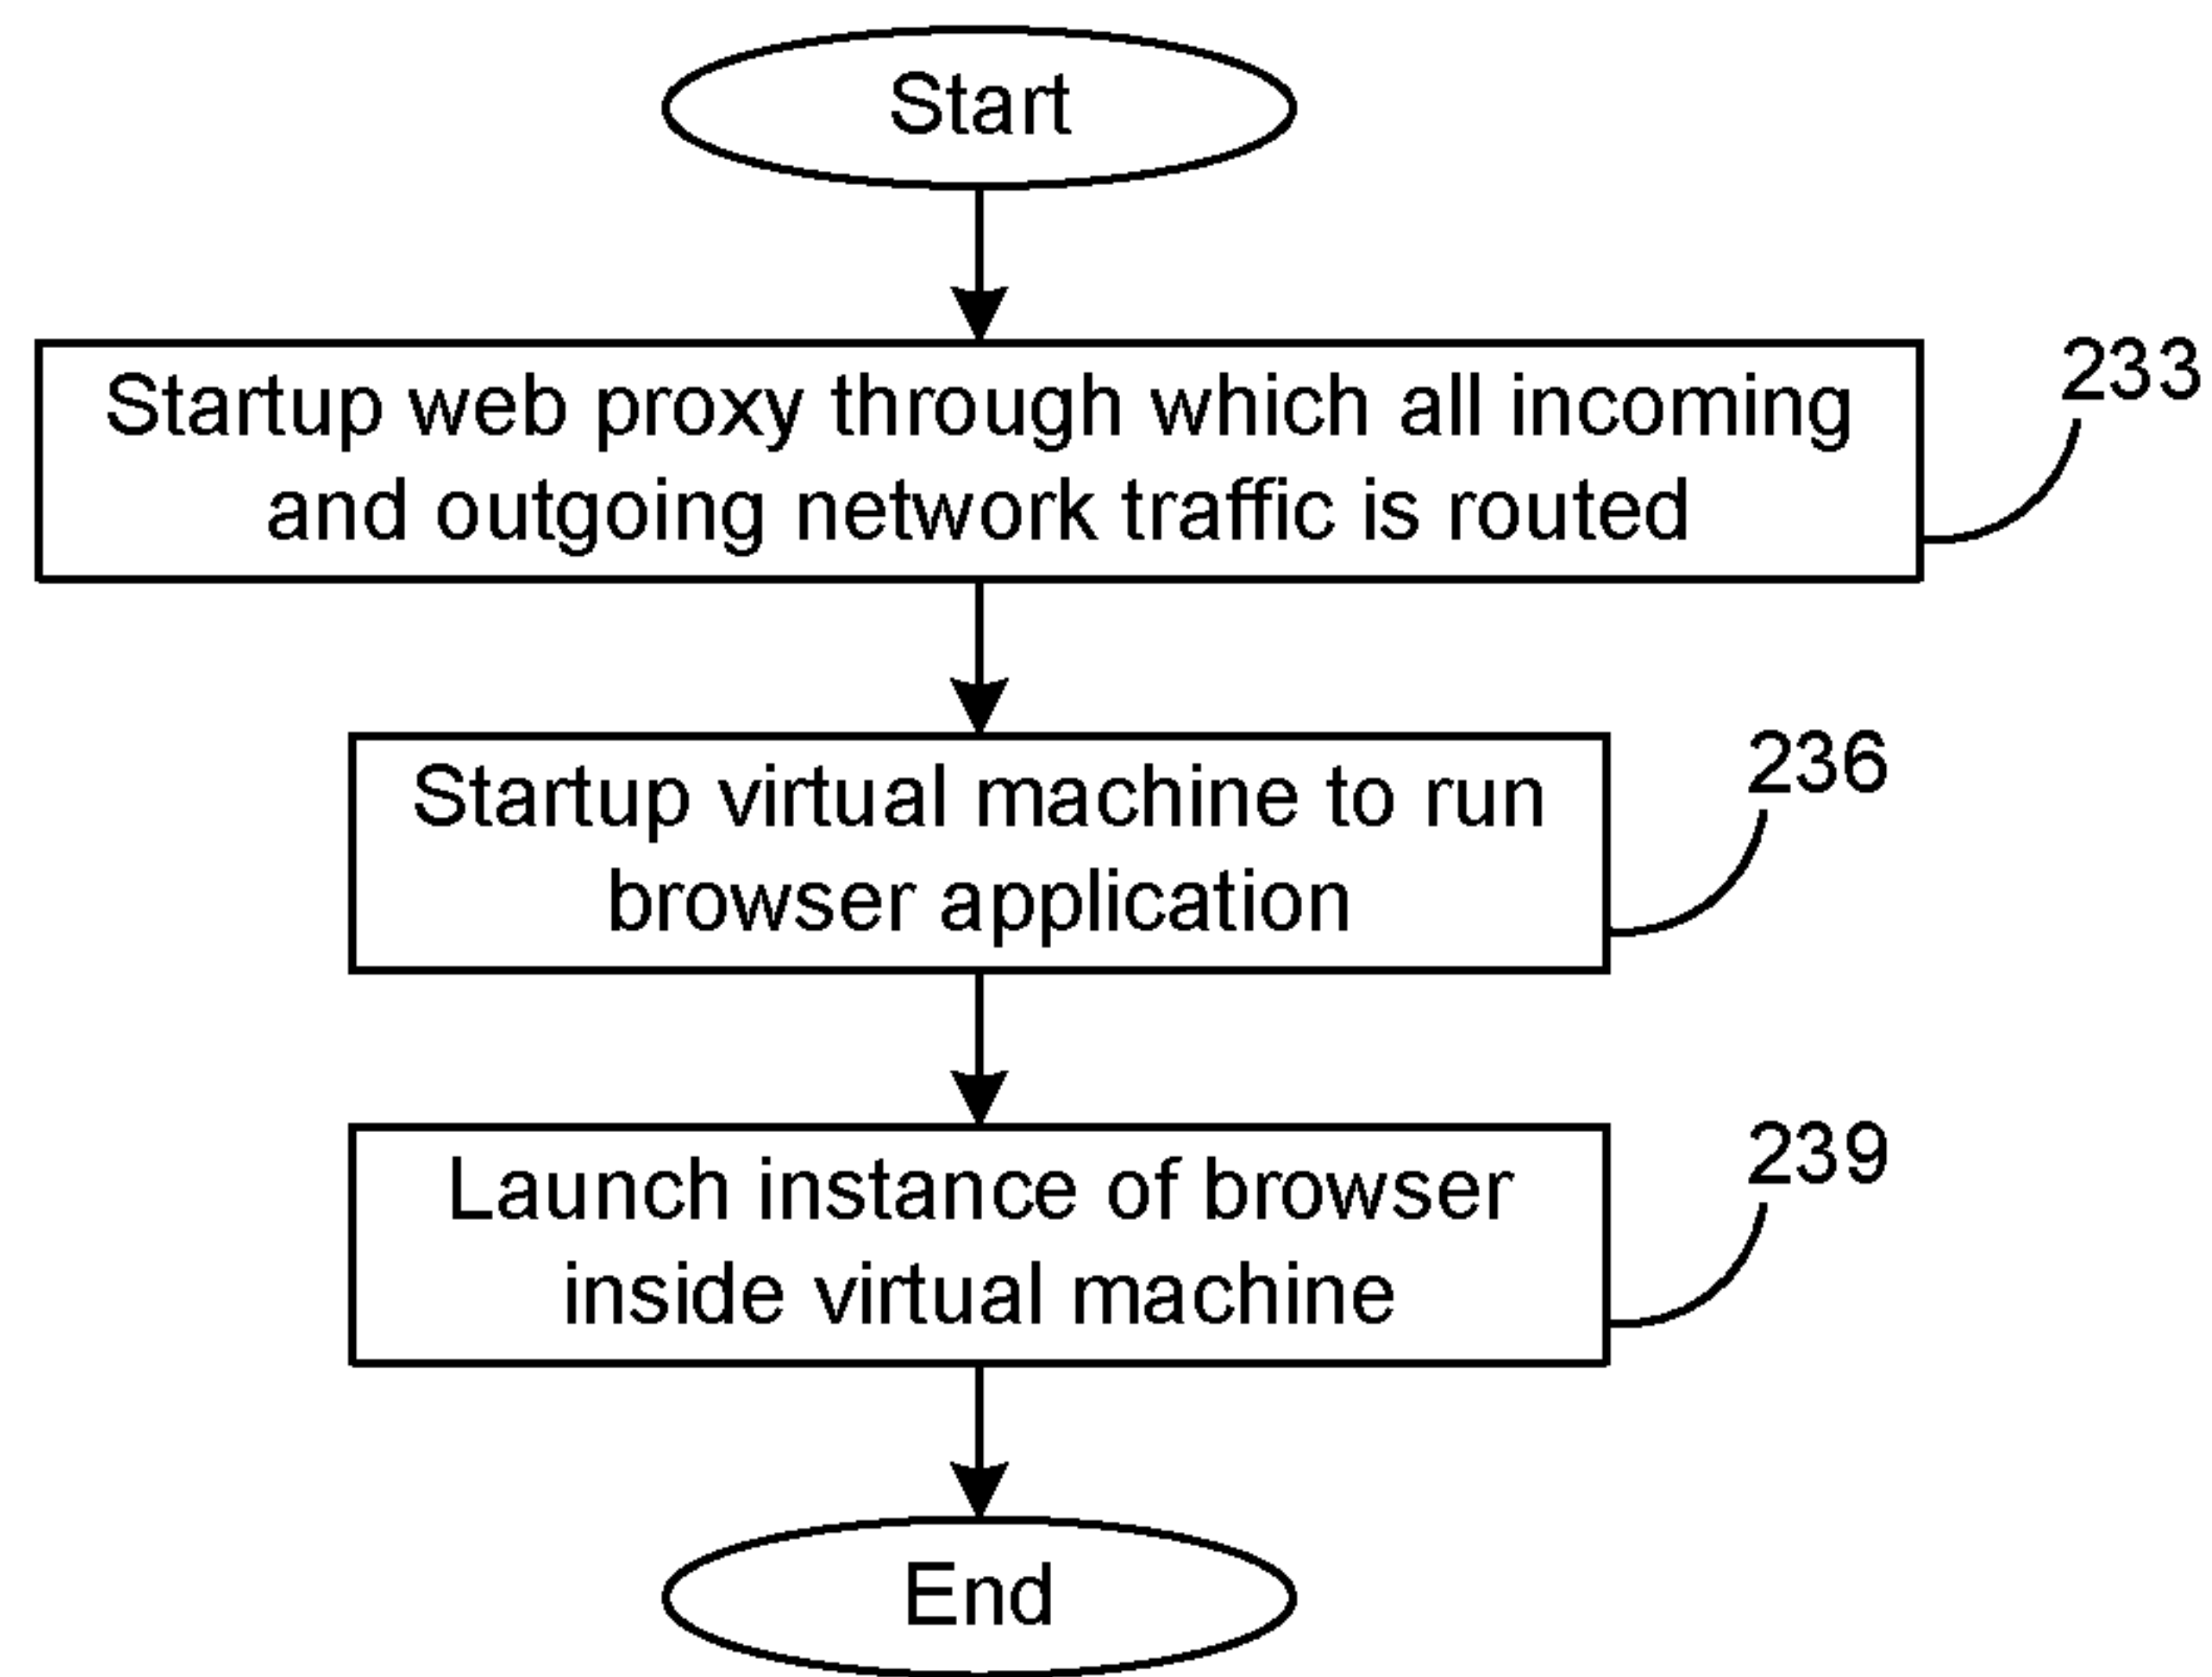 Start
Startup web proxy through which all incoming
and outgoing network traffic is routed
233
Startup virtual machine to run
browser application
236
Launch instance of browser
inside virtual machine
239
End